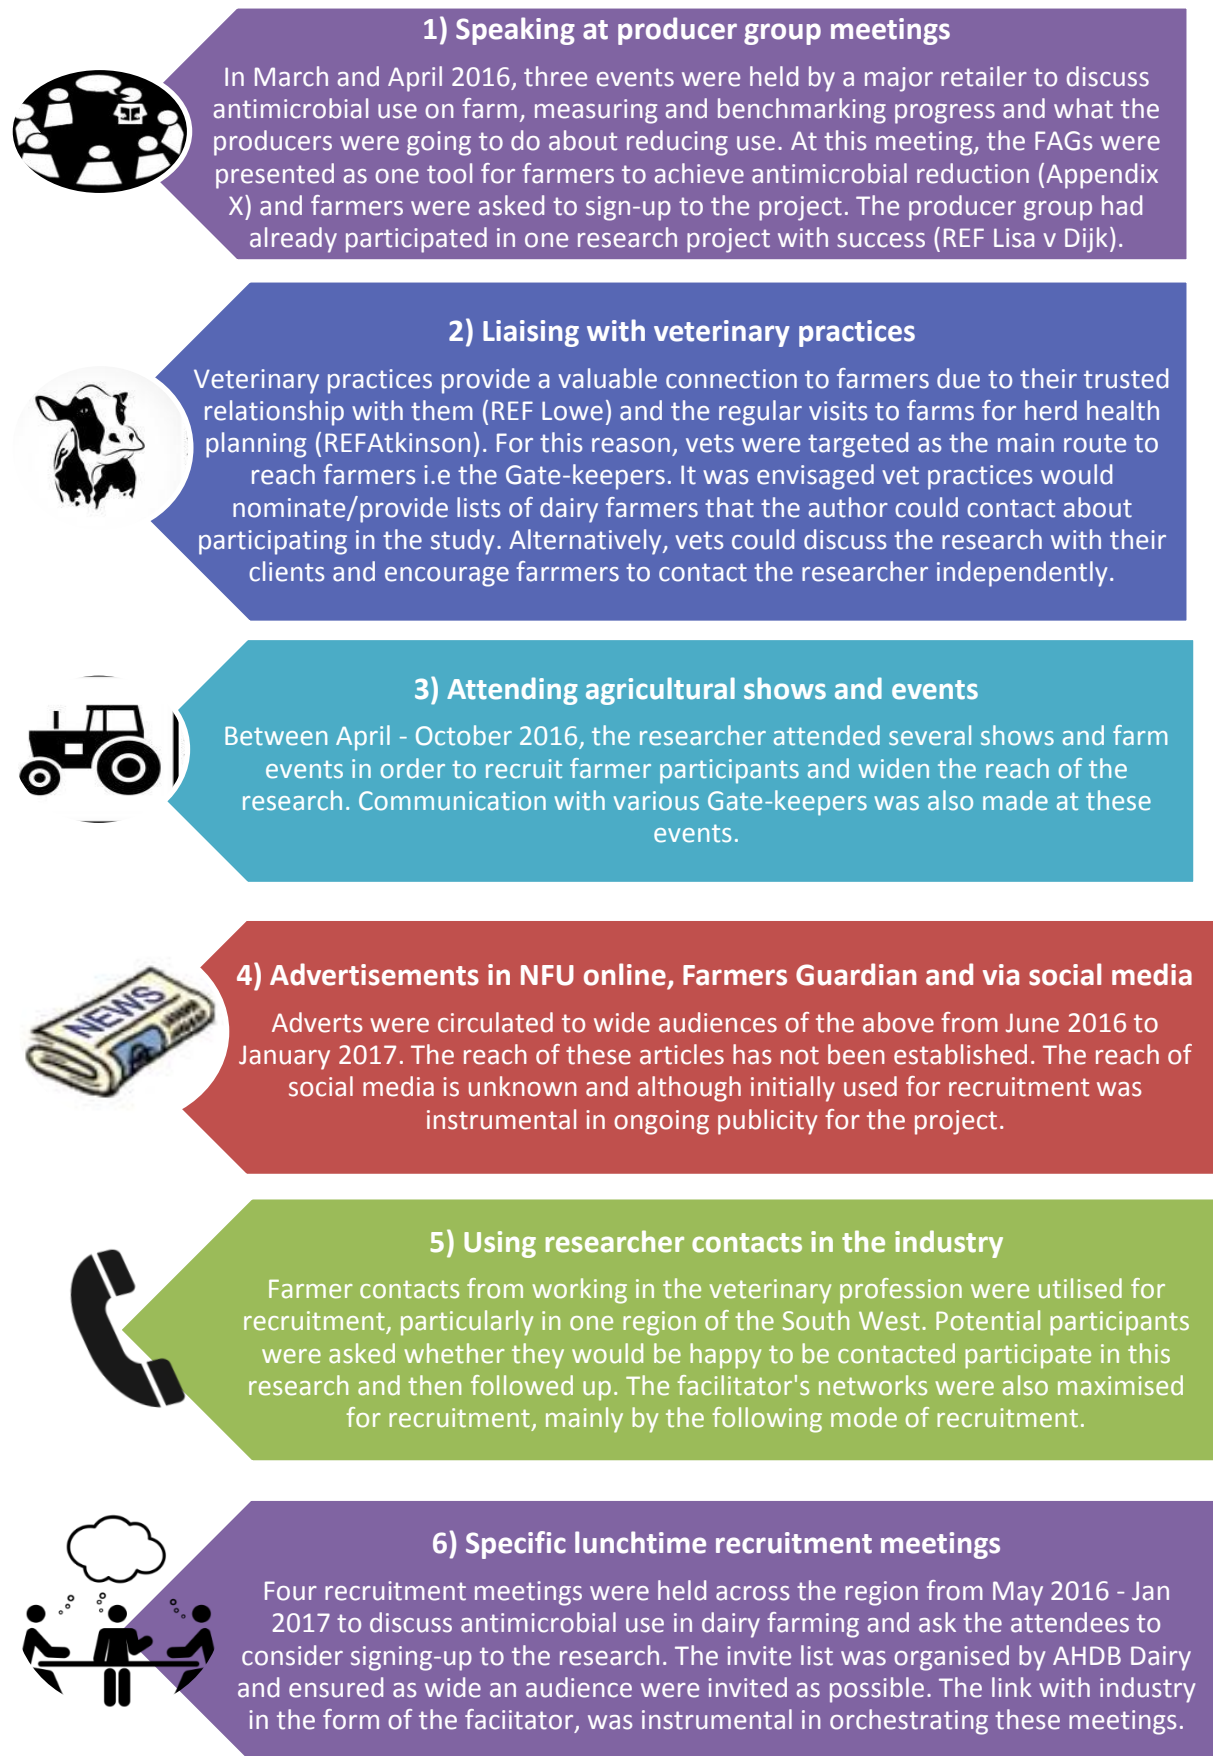 1) Speaking at producer group meetings
In March and April 2016, three events were held by a major retailer to discuss
antimicrobial use on farm, measuring and benchmarking progress and what the
producers were going to do about reducing use. At this meeting, the FAGs were
presented as one tool for farmers to achieve antimicrobial reduction (Appendix
X) and farmers were asked to sign-up to the project. The producer group had
already participated in one research project with success (REF Lisa v Dijk).
2) Liaising with veterinary practices
Veterinary practices provide a valuable connection to farmers due to their trusted
relationship with them (REF Lowe) and the regular visits to farms for herd health
planning (REFAtkinson). For this reason, vets were targeted as the main route to
reach farmers i.e the Gate-keepers. It was envisaged vet practices would
nominate/provide lists of dairy farmers that the author could contact about
participating in the study. Alternatively, vets could discuss the research with their
clients and encourage farrmers to contact the researcher independently.
3) Attending agricultural shows and events
Between April - October 2016, the researcher attended several shows and farm
events in order to recruit farmer participants and widen the reach of the
research. Communication with various Gate-keepers was also made at these
events.
NEWS
4) Advertisements in NFU online, Farmers Guardian and via social media
Adverts were circulated to wide audiences of the above from June 2016 to
January 2017. The reach of these articles has not been established. The reach of
social media is unknown and although initially used for recruitment was
instrumental in ongoing publicity for the project.
5) Using researcher contacts in the industry
Farmer contacts from working in the veterinary profession were utilised for
recruitment, particularly in one region of the South West. Potential participants
were asked whether they would be happy to be contacted participate in this
research and then followed up. The facilitator's networks were also maximised
for recruitment, mainly by the following mode of recruitment.
6) Specific lunchtime recruitment meetings
Four recruitment meetings were held across the region from May 2016 - Jan
2017 to discuss antimicrobial use in dairy farming and ask the attendees to
consider signing-up to the research. The invite list was organised by AHDB Dairy
and ensured as wide an audience were invited as possible. The link with industry
in the form of the faciitator, was instrumental in orchestrating these meetings.